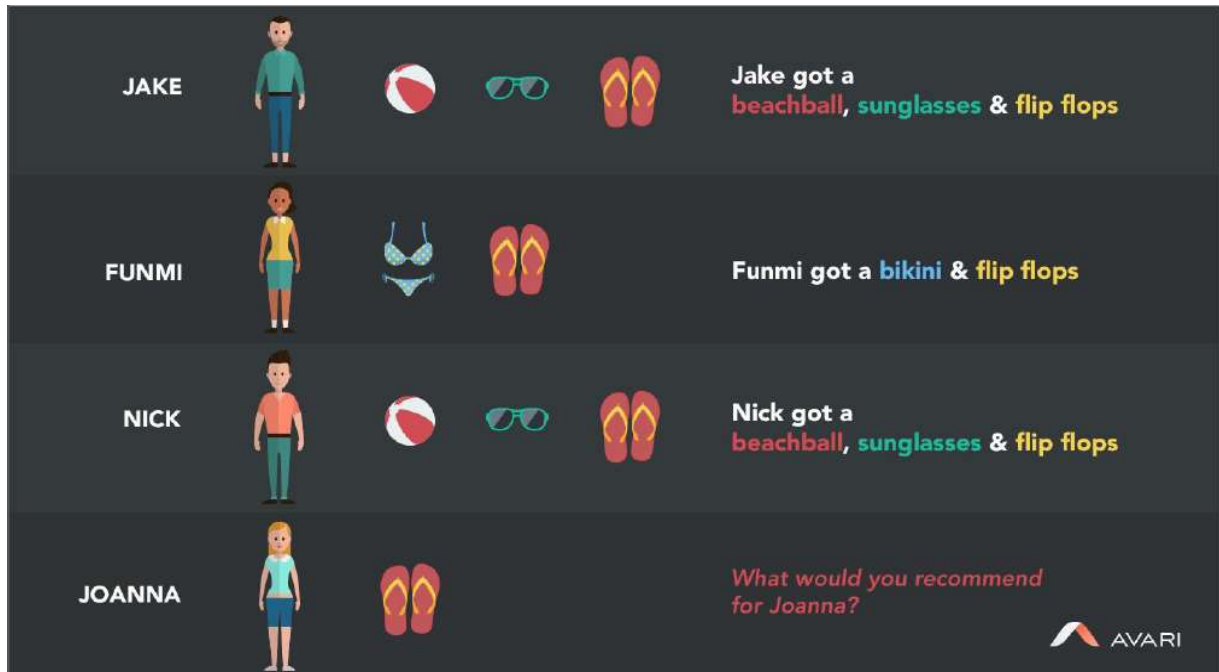 JAKE
Jake got a
beachball, sunglasses & flip flops
FUNMI
Funmi got a bikini & flip flops
NICK
Nick got a
beachball, sunglasses & flip flops
JOANNA
What would you recommend
for Joanna?
AVARI